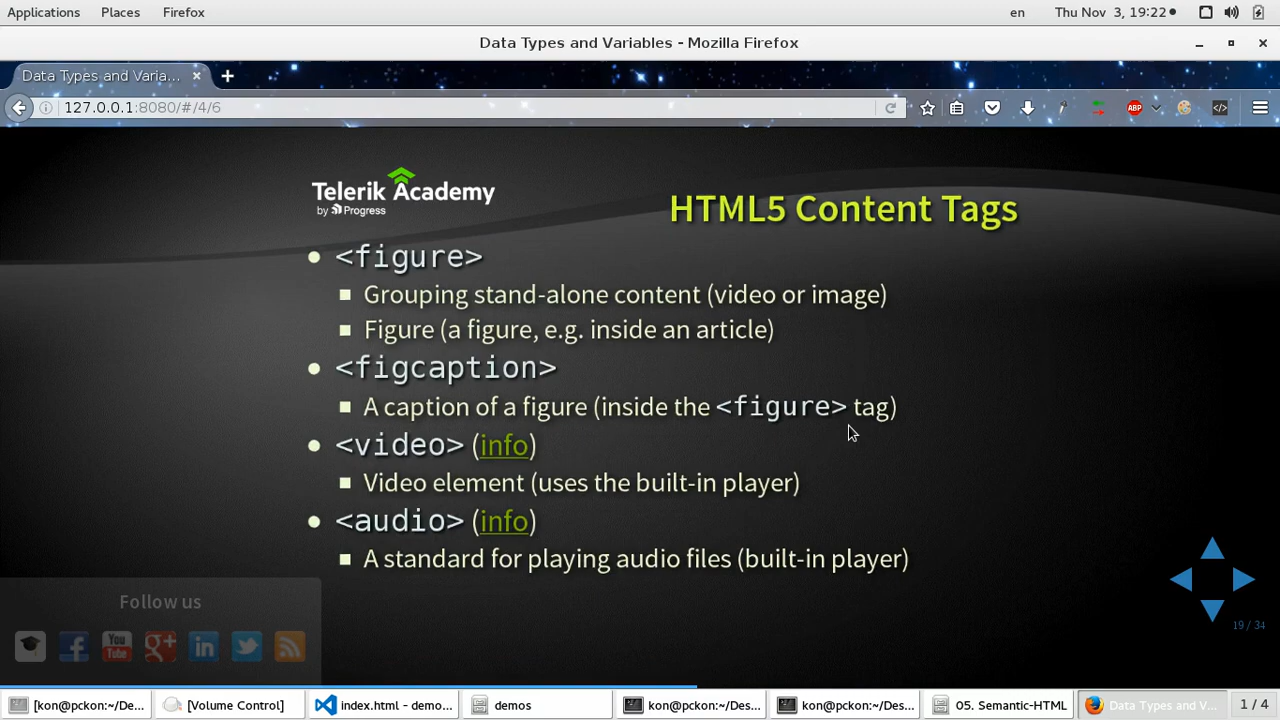 Applications Places Firefox en Thu Nov 3, 19:22
Data Types and Variables - Mozilla Firefox
Data Types and Varia...
127.0.0.1:8080/#/4/6 ABP
Telerik Academy
by Progress
HTML5 Content Tags
<figure>
Grouping stand-alone content (video or image)
Figure (a figure, e.g. inside an article)
<figcaption>
A caption of a figure (inside the <figure> tag)
<video> (info)
Video element (uses the built-in player)
<audio> (info)
A standard for playing audio files (built-in player)
Follow us
You Tube g+ in
19 / 34
[kon@pckon:~/De... [Volume Control] index.html - demo... demos kon@pckon:~/Des... kon@pckon:~/Des... 05. Semantic-HTML Data Types and V... 1 / 4